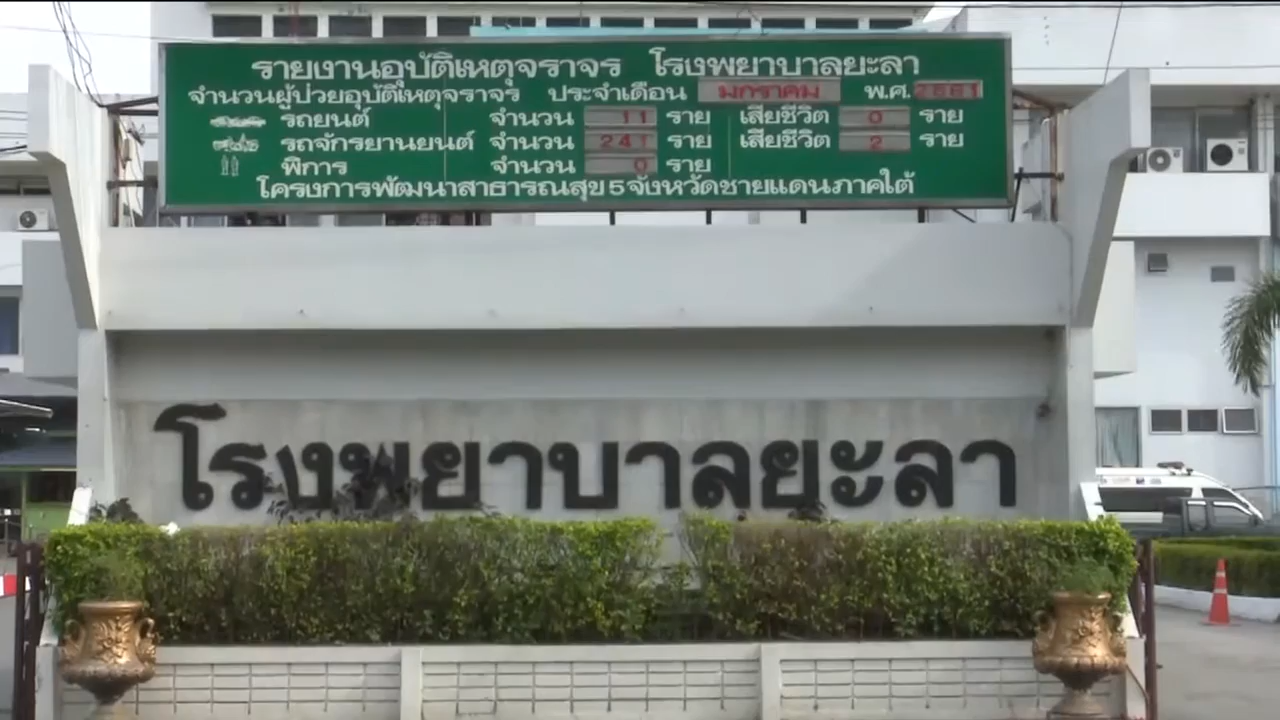 รายงานอุบัติเหตุจราจร โรงพยาบาลยะลา
จำนวนผู้ป่วยอุบัติเหตุจราจร ประจำเดือน มกราคม พ.ศ. 2561
รถยนต์ จำนวน 11 ราย เสียชีวิต 0 ราย
รถจักรยานยนต์ จำนวน 241 ราย เสียชีวิต 2 ราย
พิการ จำนวน 0 ราย
โครงการพัฒนาสาธารณสุข 5 จังหวัดชายแดนภาคใต้
โรงพยาบาลยะลา